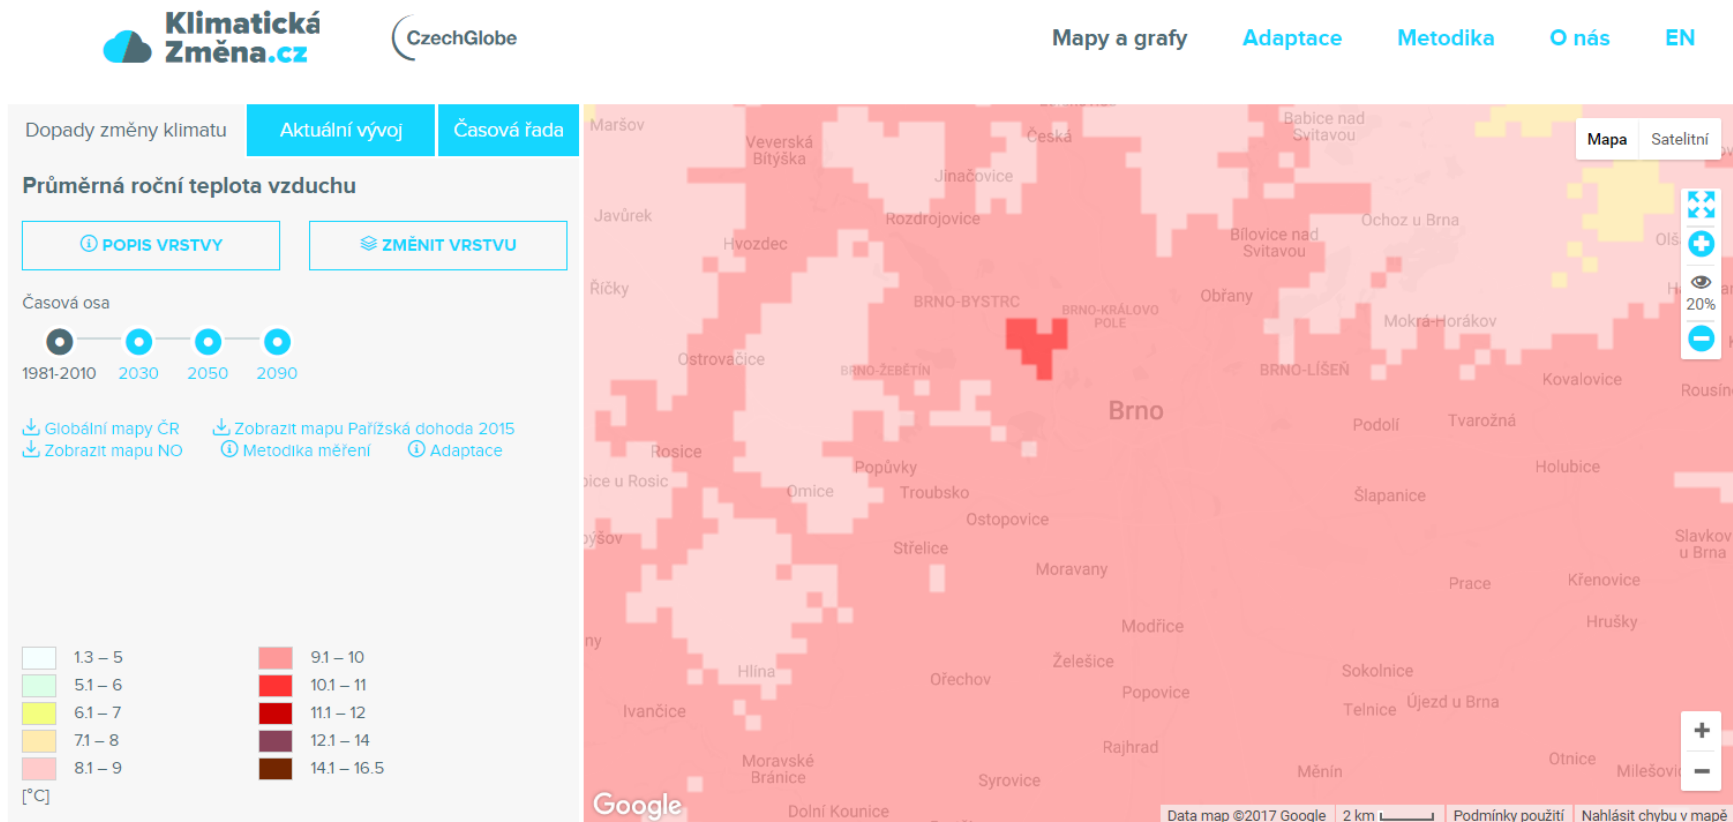 Klimatická
Změna.cz
CzechGlobe
Mapy a grafy
Adaptace
Metodika
O nás
EN
Dopady změny klimatu
Aktuální vývoj
Časová řada
Průměrná roční teplota vzduchu
POPIS VRSTVY
ZMĚNIT VRSTVU
Časová osa
1981-2010
2030
2050
2090
Globální mapy ČR
Zobrazit mapu Pařížská dohoda 2015
Zobrazit mapu NO
Metodika měření
Adaptace
1.3 – 5
5.1 – 6
6.1 – 7
7.1 – 8
8.1 – 9
[°C]
9.1 – 10
10.1 – 11
11.1 – 12
12.1 – 14
14.1 – 16.5
Maršov
Veverská
Bítýška
Česká
Babice nad
Svitavou
Mapa
Satelitní
Jinačovice
Javůrek
Rozdrojovice
Ochoz u Brna
Hvozdec
Bílovice nad
Svitavou
Říčky
BRNO-BYSTRC
BRNO-KRÁLOVO
POLE
Obřany
20%
Mokrá-Horákov
Ostrovačice
BRNO-ŽEBĚTÍN
BRNO-LÍŠEŇ
Kovalovice
Brno
Podolí
Tvarožná
Rosice
Popůvky
Holubice
Omice
Troubsko
Šlapanice
Ostopovice
Střelice
Slavkov
u Brna
Moravany
Prace
Křenovice
Modřice
Hrušky
Želešice
Hlína
Ořechov
Sokolnice
Popovice
Ivančice
Telnice
Újezd u Brna
Rajhrad
Moravské
Bránice
Syrovice
Měnín
Otnice
Dolní Kounice
Google
Data map ©2017 Google
2 km
Podmínky použití
Nahlásit chybu v mapě